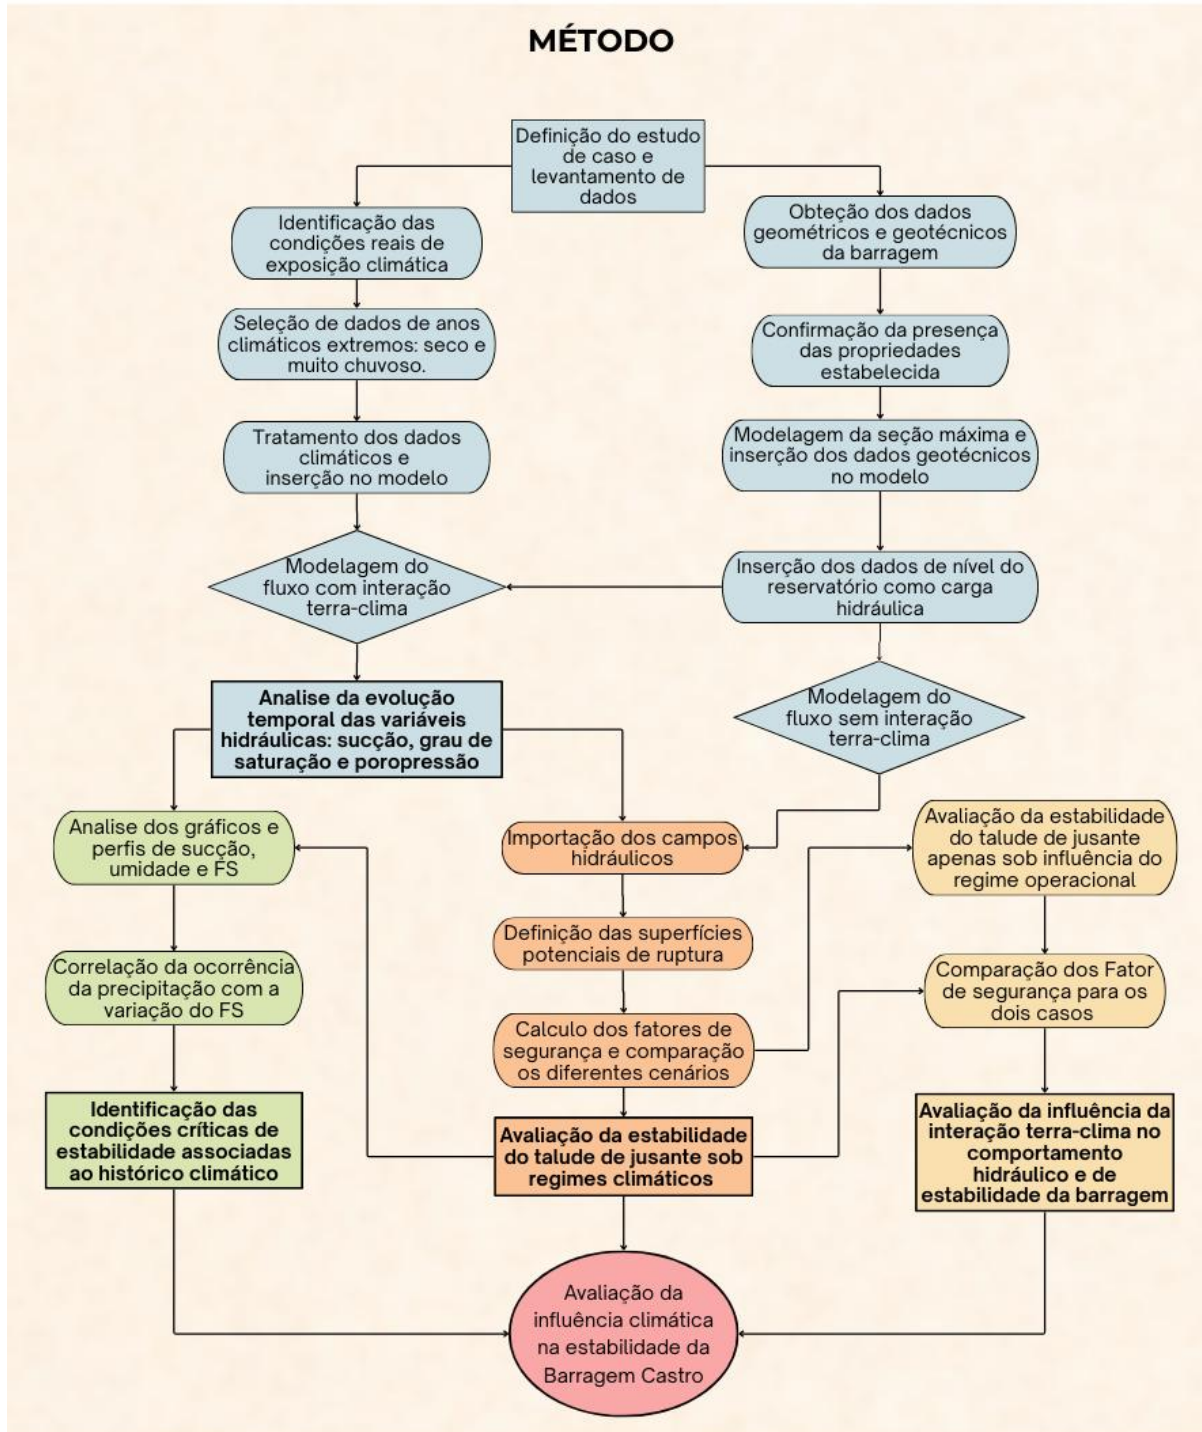 MÉTODO
Definição do estudo
de caso e
levantamento de
dados
Identificação das
condições reais de
exposição climática
Obteção dos dados
geométricos e geotécnicos
da barragem
Seleção de dados de anos
climáticos extremos: seco e
muito chuvoso.
Confirmação da presença
das propriedades
estabelecida
Tratamento dos dados
climáticos e
inserção no modelo
Modelagem da seção máxima e
inserção dos dados geotécnicos
no modelo
Modelagem do
fluxo com interação
terra-clima
Inserção dos dados de nível do
reservatório como carga
hidráulica
Analise da evolução
temporal das variáveis
hidráulicas: sucção, grau de
saturação e poropressão
Modelagem do
fluxo sem interação
terra-clima
Analise dos gráficos e
perfis de sucção,
umidade e FS
Importação dos campos
hidráulicos
Avaliação da estabilidade
do talude de jusante
apenas sob influência do
regime operacional
Definição das superfícies
potenciais de ruptura
Correlação da ocorrência
da precipitação com a
variação do FS
Comparação dos Fator
de segurança para os
dois casos
Calculo dos fatores de
segurança e comparação
os diferentes cenários
Identificação das
condições críticas de
estabilidade associadas
ao histórico climático
Avaliação da estabilidade
do talude de jusante sob
regimes climáticos
Avaliação da influência da
interação terra-clima no
comportamento
hidráulico e de
estabilidade da barragem
Avaliação da
influência climática
na estabilidade da
Barragem Castro